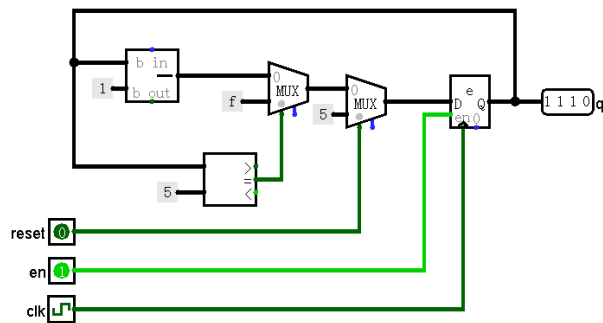 b in
1
b out
0
MUX
f
0
MUX
5
e
D Q
en 0
1 1 1 0
q
5
>
=
<
reset 0
en 1
clk